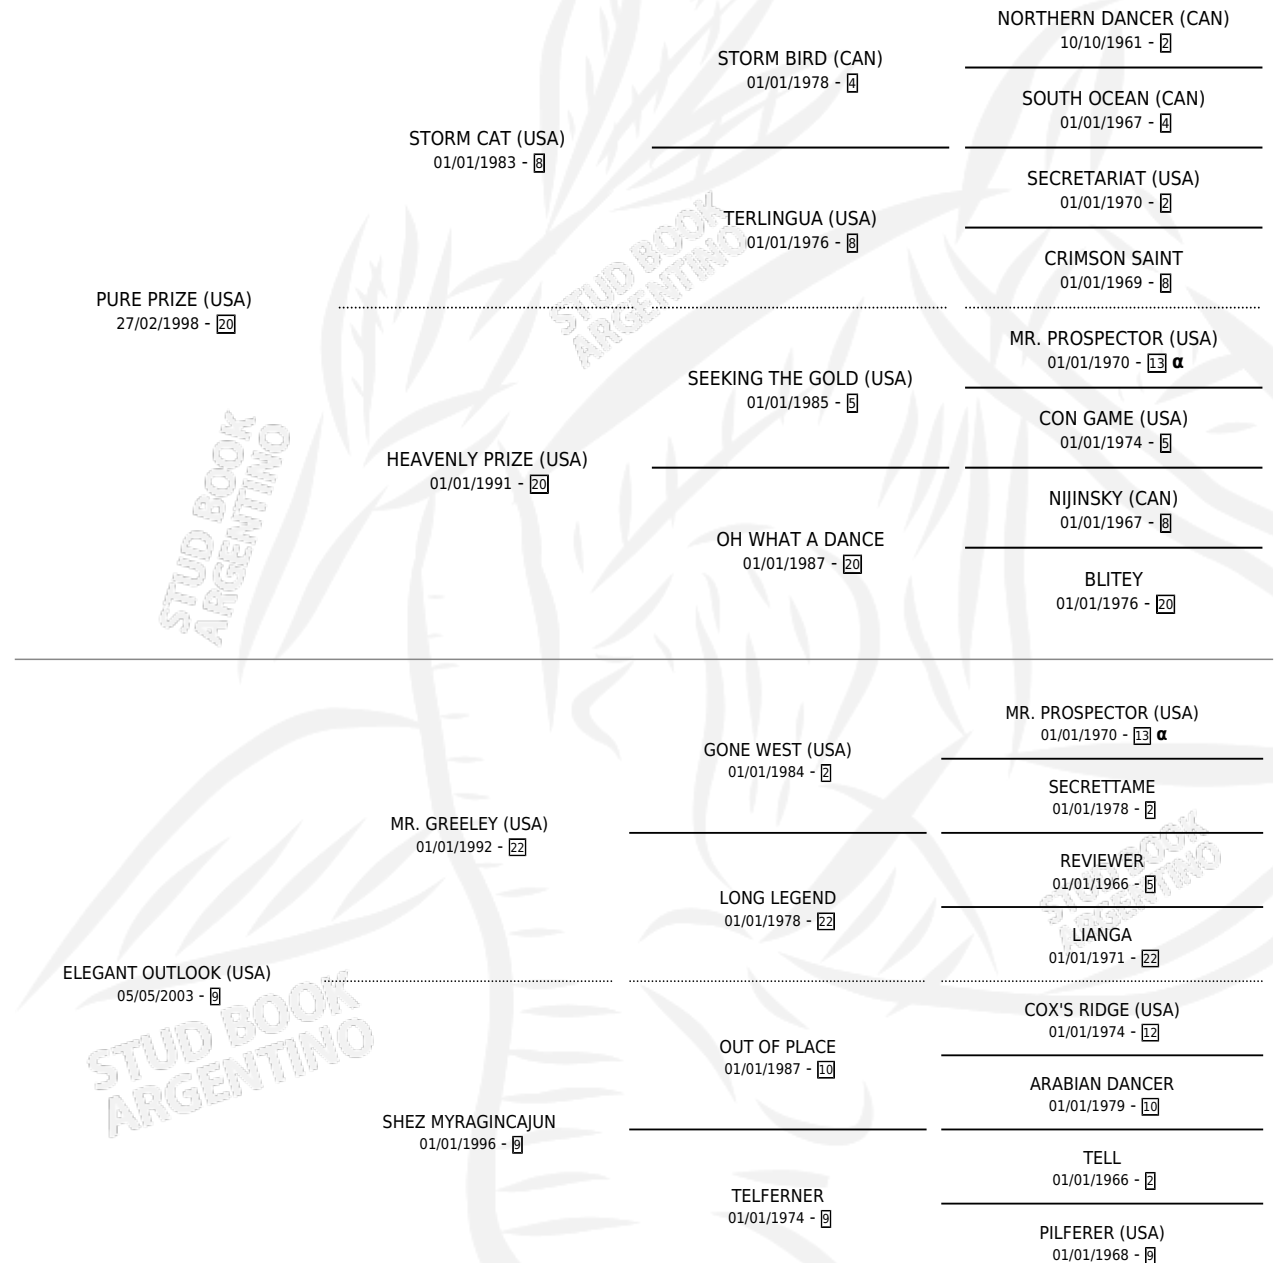 NORTHERN DANCER (CAN)
10/10/1961 - 2
STORM BIRD (CAN)
01/01/1978 - 4
SOUTH OCEAN (CAN)
01/01/1967 - 4
STORM CAT (USA)
01/01/1983 - 8
SECRETARIAT (USA)
01/01/1970 - 2
TERLINGUA (USA)
01/01/1976 - 8
CRIMSON SAINT
01/01/1969 - 8
PURE PRIZE (USA)
27/02/1998 - 20
MR. PROSPECTOR (USA)
01/01/1970 - 13 α
SEEKING THE GOLD (USA)
01/01/1985 - 5
CON GAME (USA)
01/01/1974 - 5
HEAVENLY PRIZE (USA)
01/01/1991 - 20
NIJINSKY (CAN)
01/01/1967 - 8
OH WHAT A DANCE
01/01/1987 - 20
BLITEY
01/01/1976 - 20
MR. PROSPECTOR (USA)
01/01/1970 - 13 α
GONE WEST (USA)
01/01/1984 - 2
SECRETTAME
01/01/1978 - 2
MR. GREELEY (USA)
01/01/1992 - 22
REVIEWER
01/01/1966 - 5
LONG LEGEND
01/01/1978 - 22
LIANGA
01/01/1971 - 22
ELEGANT OUTLOOK (USA)
05/05/2003 - 9
COX'S RIDGE (USA)
01/01/1974 - 12
OUT OF PLACE
01/01/1987 - 10
ARABIAN DANCER
01/01/1979 - 10
SHEZ MYRAGINCAJUN
01/01/1996 - 9
TELL
01/01/1966 - 2
TELFERNER
01/01/1974 - 9
PILFERER (USA)
01/01/1968 - 9
STUD BOOK
ARGENTINO
STUD BOOK
ARGENTINO
STUD BOOK
ARGENTINO
STUD BOOK
ARGENTINO